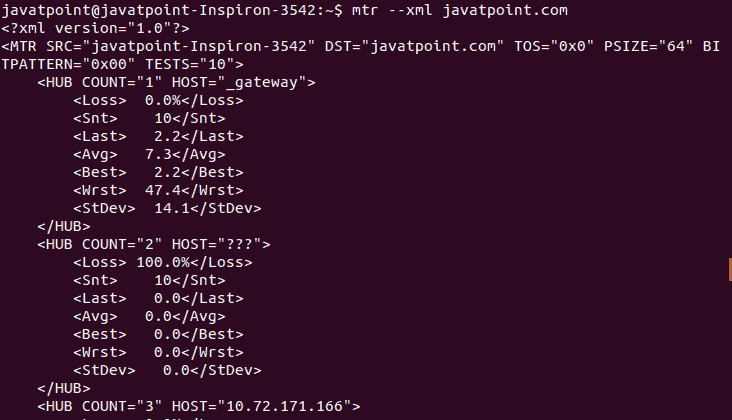 javatpoint@javatpoint-Inspiron-3542:~$ mtr --xml javatpoint.com
<?xml version="1.0"?>
<MTR SRC="javatpoint-Inspiron-3542" DST="javatpoint.com" TOS="0x0" PSIZE="64" BI
TPATTERN="0x00" TESTS="10">
    <HUB COUNT="1" HOST="_gateway">
        <Loss>  0.0%</Loss>
        <Snt>   10</Snt>
        <Last>   2.2</Last>
        <Avg>   7.3</Avg>
        <Best>   2.2</Best>
        <Wrst>  47.4</Wrst>
        <StDev>  14.1</StDev>
    </HUB>
    <HUB COUNT="2" HOST="???">
        <Loss> 100.0%</Loss>
        <Snt>   10</Snt>
        <Last>   0.0</Last>
        <Avg>   0.0</Avg>
        <Best>   0.0</Best>
        <Wrst>   0.0</Wrst>
        <StDev>   0.0</StDev>
    </HUB>
    <HUB COUNT="3" HOST="10.72.171.166">